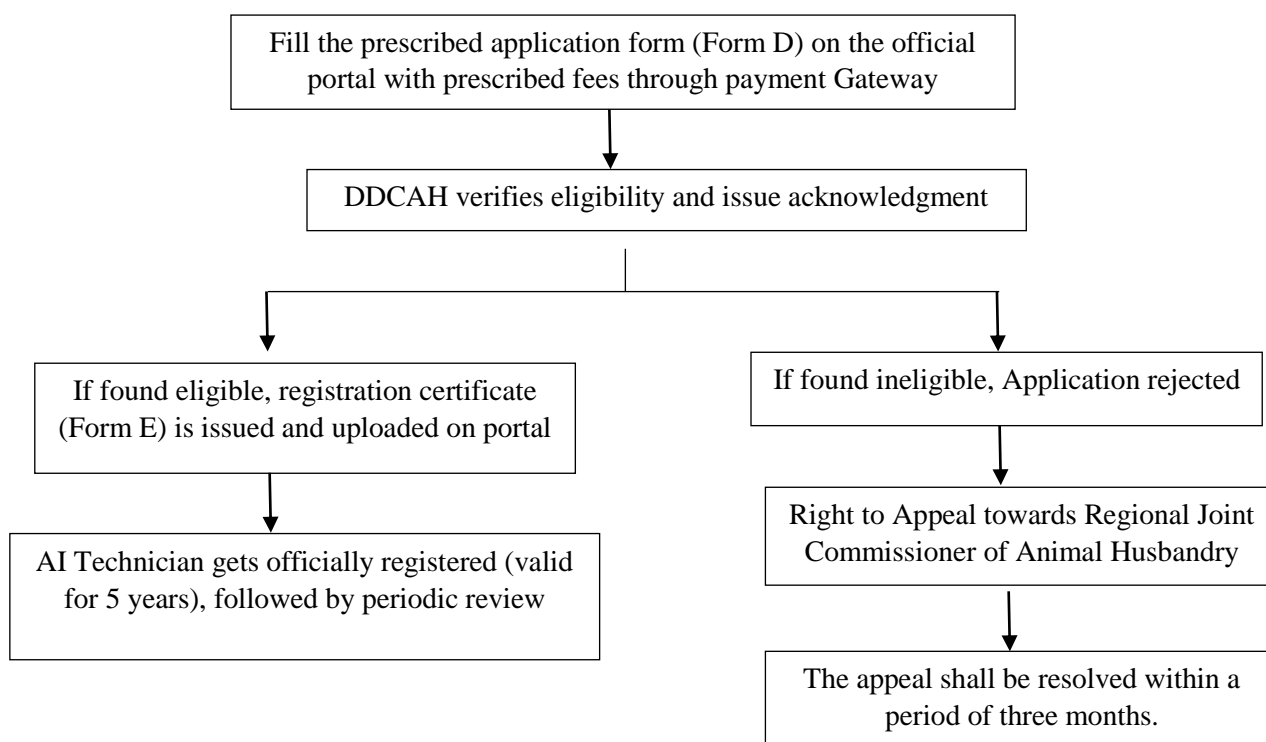 Fill the prescribed application form (Form D) on the official
portal with prescribed fees through payment Gateway
DDCAH verifies eligibility and issue acknowledgment
If found eligible, registration certificate
(Form E) is issued and uploaded on portal
AI Technician gets officially registered (valid
for 5 years), followed by periodic review
If found ineligible, Application rejected
Right to Appeal towards Regional Joint
Commissioner of Animal Husbandry
The appeal shall be resolved within a
period of three months.